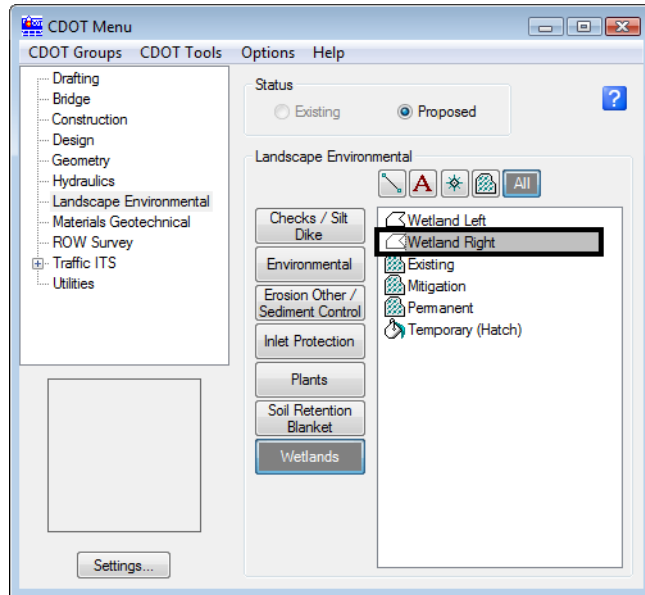 CDOT Menu
CDOT Groups CDOT Tools Options Help
Drafting
Bridge
Construction
Design
Geometry
Hydraulics
Landscape Environmental
Materials Geotechnical
ROW Survey
Traffic ITS
Utilities
Settings...
Status
Existing Proposed
?
Landscape Environmental
A All
Checks / Silt
Dike
Environmental
Erosion Other /
Sediment Control
Inlet Protection
Plants
Soil Retention
Blanket
Wetlands
Wetland Left
Wetland Right
Existing
Mitigation
Permanent
Temporary (Hatch)